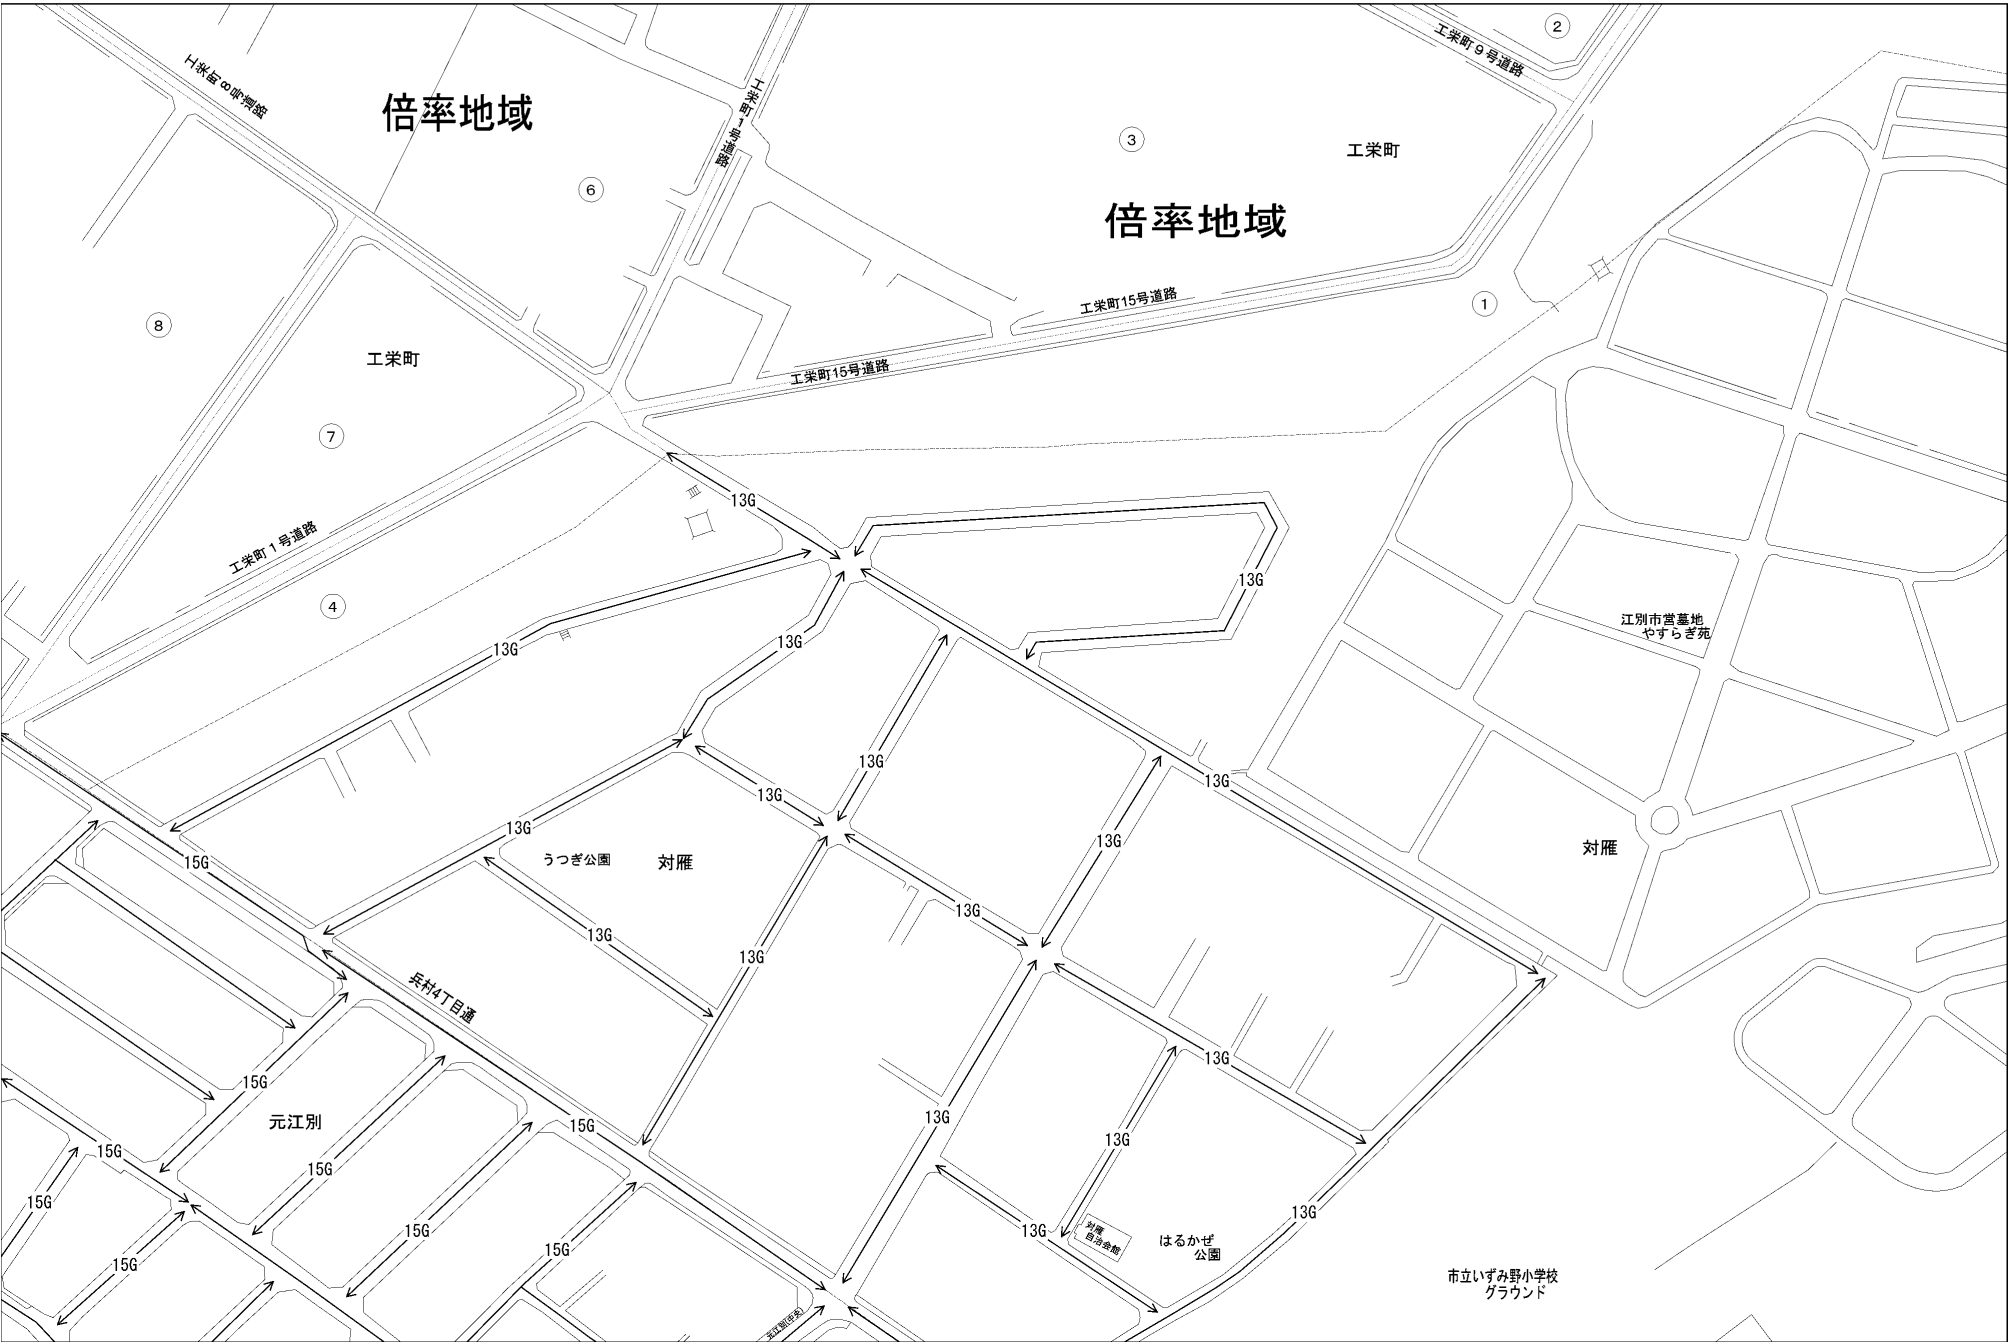 工栄町9号道路
2
工栄町8号道路
倍率地域
工栄町1号道路
3
工栄町
6
倍率地域
工栄町15号道路
1
8
工栄町
工栄町15号道路
7
13G
工栄町1号道路
13G
4
江別市営墓地
やすらぎ苑
13G
13G
13G
13G
13G
13G
13G
対雁
うつぎ公園
対雁
15G
13G
13G
13G
13G
兵村4丁目通
13G
15G
元江別
13G
15G
13G
15G
15G
15G
13G
13G
対雁
自治会館
はるかぜ
公園
15G
15G
15G
市立いずみ野小学校
グラウンド
元江別(中央)